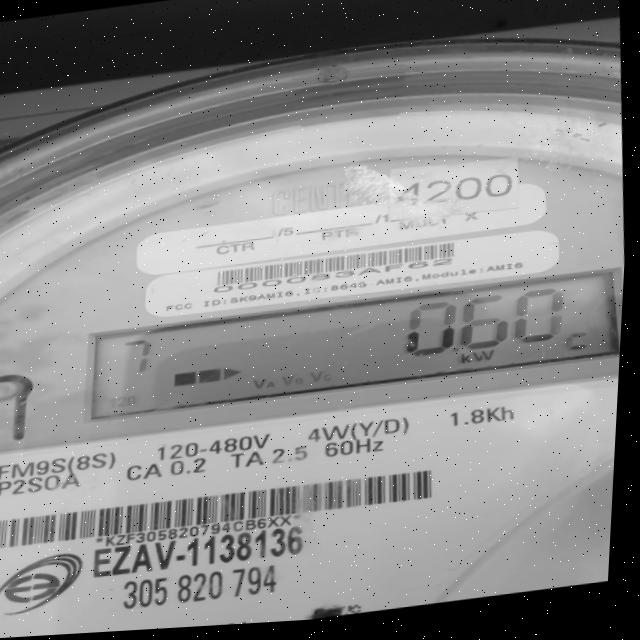 4200
/5 /1
CTR PTR MULT X
FCC ID:SK9AMI6,IC:864G AMI6,Module:AMI6
7 060
VA VB VC kW C
FM9S(8S) 120-480V 4W(Y/D) 1.8Kh
P2S0A CA 0.2 TA 2.5 60Hz
*KZF305820794CB6XX*
EZAV-1138136
305 820 794